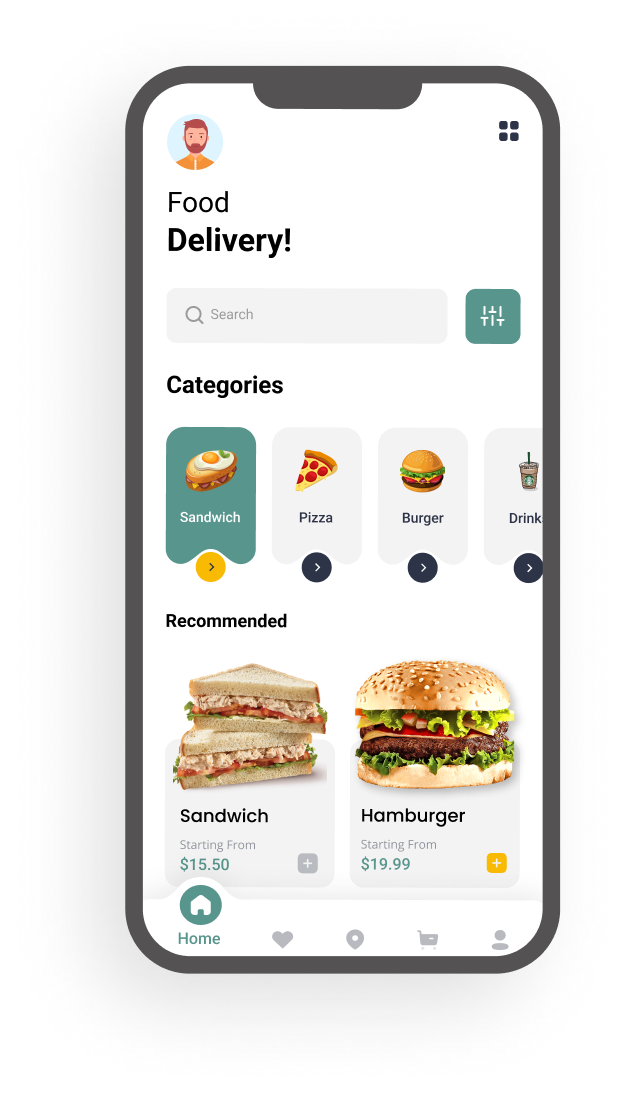 Food
Delivery!
Search
Categories
Sandwich
Pizza
Burger
Drink
Recommended
Sandwich
Hamburger
Starting From
Starting From
$15.50
$19.99
Home